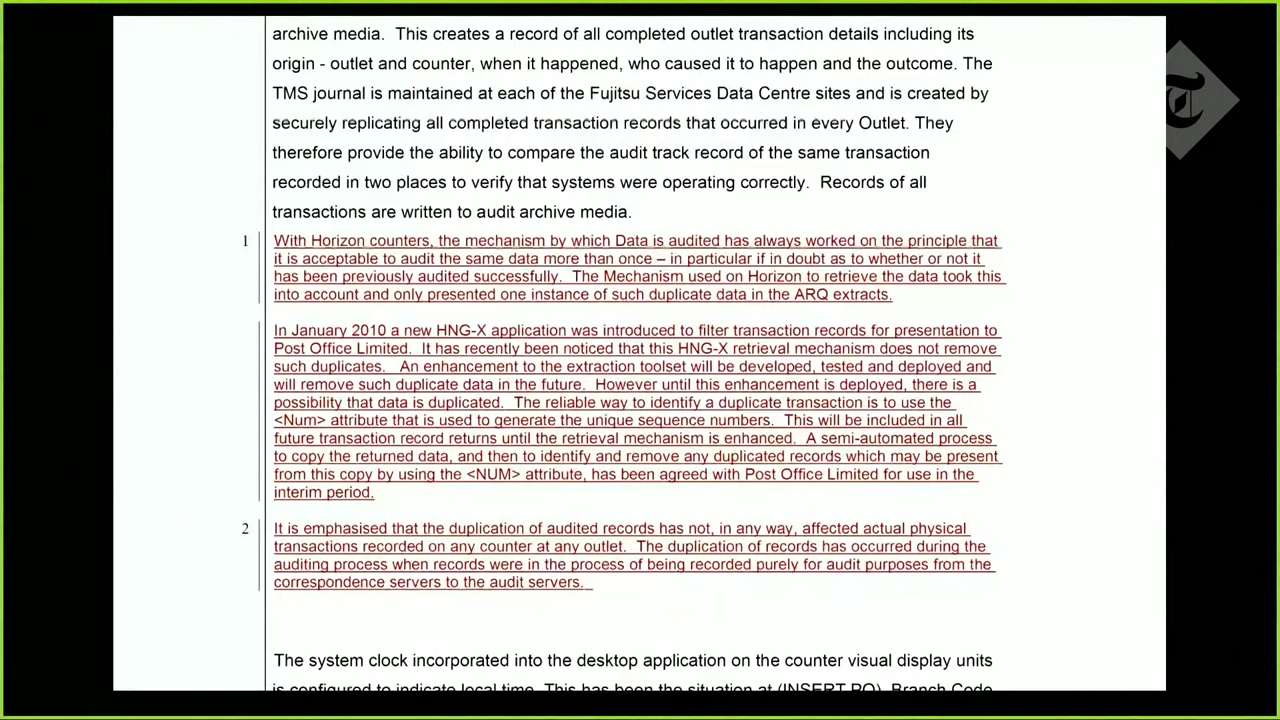 archive media.  This creates a record of all completed outlet transaction details including its
origin - outlet and counter, when it happened, who caused it to happen and the outcome. The
TMS journal is maintained at each of the Fujitsu Services Data Centre sites and is created by
securely replicating all completed transaction records that occurred in every Outlet. They
therefore provide the ability to compare the audit track record of the same transaction
recorded in two places to verify that systems were operating correctly.  Records of all
transactions are written to audit archive media.
1 With Horizon counters, the mechanism by which Data is audited has always worked on the principle that
it is acceptable to audit the same data more than once – in particular if in doubt as to whether or not it
has been previously audited successfully.  The Mechanism used on Horizon to retrieve the data took this
into account and only presented one instance of such duplicate data in the ARQ extracts.
In January 2010 a new HNG-X application was introduced to filter transaction records for presentation to
Post Office Limited.  It has recently been noticed that this HNG-X retrieval mechanism does not remove
such duplicates.  An enhancement to the extraction toolset will be developed, tested and deployed and
will remove such duplicate data in the future.  However until this enhancement is deployed, there is a
possibility that data is duplicated.  The reliable way to identify a duplicate transaction is to use the
<Num> attribute that is used to generate the unique sequence numbers.  This will be included in all
future transaction record returns until the retrieval mechanism is enhanced.  A semi-automated process
to copy the returned data, and then to identify and remove any duplicated records which may be present
from this copy by using the <NUM> attribute, has been agreed with Post Office Limited for use in the
interim period.
2 It is emphasised that the duplication of audited records has not, in any way, affected actual physical
transactions recorded on any counter at any outlet.  The duplication of records has occurred during the
auditing process when records were in the process of being recorded purely for audit purposes from the
correspondence servers to the audit servers.
The system clock incorporated into the desktop application on the counter visual display units
is configured to indicate local time. This has been the situation at (INSERT PO), Branch Code